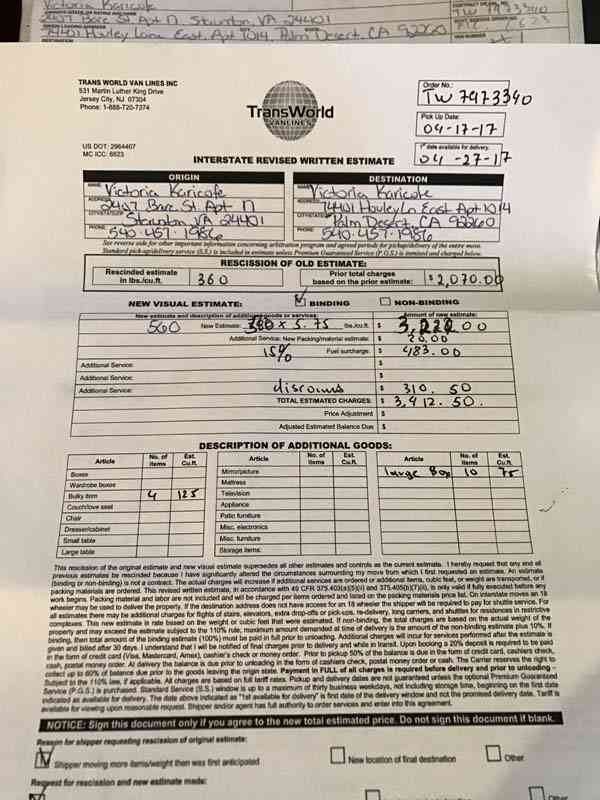 Victoria Karicofe
2407 Bare St. Apt N, Staunton, VA 24401
74401 Hovley Lane East, Apt 1014, Palm Desert, CA 92260
DESTINATION
TW 7973340
TRANS WORLD VAN LINES INC
531 Martin Luther King Drive
Jersey City, NJ 07304
Phone: 1-888-720-7374
TransWorld
VANLINES
Order No.:
TW 7973340
Pick Up Date:
04-17-17
1st date available for delivery.
04-27-17
US DOT: 2964407
MC ICC: 6623
INTERSTATE REVISED WRITTEN ESTIMATE
ORIGIN
NAME Victoria Karicofe
ADDRESS 2407 Bare St. Apt N
CITY/STATE Staunton VA 24401
PHONE 540-457-1986
DESTINATION
NAME Victoria Karicofe
ADDRESS 74401 Hovley Ln East Apt 1014
CITY/STATE Palm Desert, CA 92260
PHONE 540-457-1986
See reverse side for other important information concerning arbitration program and agreed periods for pickup/delivery of the entire move.
Standard pick-up/delivery service (S.S.) is included in estimate unless Premium Guaranteed Service (P.G.S.) is itemized and charged below.
RESCISSION OF OLD ESTIMATE:
Rescinded estimate in lbs./cu.ft. 360
Prior total charges based on the prior estimate: $2,070.00
NEW VISUAL ESTIMATE: BINDING NON-BINDING
New estimate and description of additional goods or services: Amount of new estimate:
560 New Estimate: x 5.75 lbs./cu.ft. $
Additional Service: New Packing/material estimate: $ 20.00
15% Fuel surcharge: $ 483.00
Additional Service: $
Additional Service: $
Additional Service: discount $ 310.50
TOTAL ESTIMATED CHARGES: $ 3,412.50.
Price Adjustment $
Adjusted Estimated Balance Due $
DESCRIPTION OF ADDITIONAL GOODS:
Article No. of items Est. Cu.ft.
Boxes
Wardrobe boxes
Bulky item 4 125
Couch/love seat
Chair
Dresser/cabinet
Small table
Large table
Article No. of items Est. Cu.ft.
Mirror/picture
Mattress
Television
Appliance
Patio furniture
Misc. electronics
Misc. furniture
Storage items:
Article No. of items Est. Cu.ft.
large Box 10 75
This rescission of the original estimate and new visual estimate supersedes all other estimates and controls as the current estimate. I hereby request that any and all
previous estimates be rescinded because I have significantly altered the circumstances surrounding my move from which I first requested an estimate. An estimate
(binding or non-binding) is not a contract. The actual charges will increase if additional services are ordered or additional items, cubic feet, or weight are transported, or if
packing materials are ordered. This revised written estimate, in accordance with 49 CFR
work begins. Packing materials and labor are not included and will be charged per items ordered and listed on the packing materials price list. On interstate moves an 18
wheeler may be used to deliver the property. If the destination address does not have access for an 18 wheeler the shipper will be required to pay for shuttle service. For
all estimates there may be additional charges for flights of stairs, elevators, extra drop-offs or pick-ups, re-delivery, long carriers, and shuttles for residences in restrictive
complexes. This new estimate is rate based on the weight or cubic feet that were estimated. If non-binding, the total charges are based on the actual weight of the
property and may exceed the estimate subject to the 110% rule, maximum amount demanded at time of delivery is the amount of the non-binding estimate plus 10%. If
binding, then total amount of the binding estimate (100%) must be paid in full prior to unloading. Additional charges will incur for services performed after the estimate is
given and billed after 30 days. I understand that I will be notified of final charges prior to delivery and while in transit. Upon booking a 20% deposit is required to be paid
in the form of credit card (Visa, Mastercard, Amex), cashier's check or money order. Prior to pickup 50% of the balance is due in the form of credit card, cashiers check,
cash, postal money order. At delivery the balance is due prior to unloading in the form of cashiers check, postal money order or cash. The Carrier reserves the right to
collect up to 60% of balance due prior to the goods leaving the origin state. Payment in FULL of all charges is required before delivery and prior to unloading -
Subject to the 110% law, if applicable. All charges are based on full tariff rates. Pickup and delivery dates are not guaranteed unless the optional Premium Guaranteed
Service (P.G.S.) is purchased. Standard Service (S.S.) window is up to a maximum of thirty business weekdays, not including storage time, beginning on the first date
indicated as available for delivery. The date above indicated as "1st available for delivery" is first date of the delivery window and not the promised delivery date. Tariff is
available for viewing upon reasonable request. Shipper and/or agent has full authority to order services and enter into this agreement.
NOTICE: Sign this document only if you agree to the new total estimated price. Do not sign this document if blank.
Reason for shipper requesting rescission of original estimate:
Shipper moving more items/weight then was first anticipated New location of final destination Other
Request for rescission and new estimate made:
Other